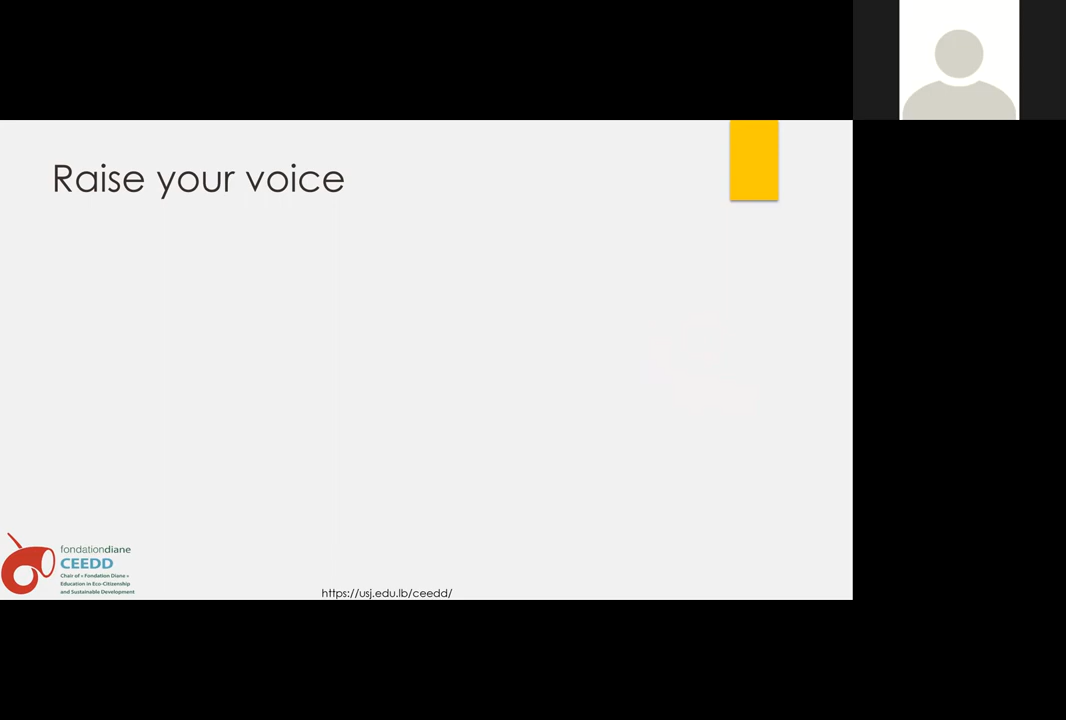 Raise your voice
fondationdiane
CEEDD
Chair of « Fondation Diane »
Education in Eco-Citizenship
and Sustainable Development
https://usj.edu.lb/ceedd/